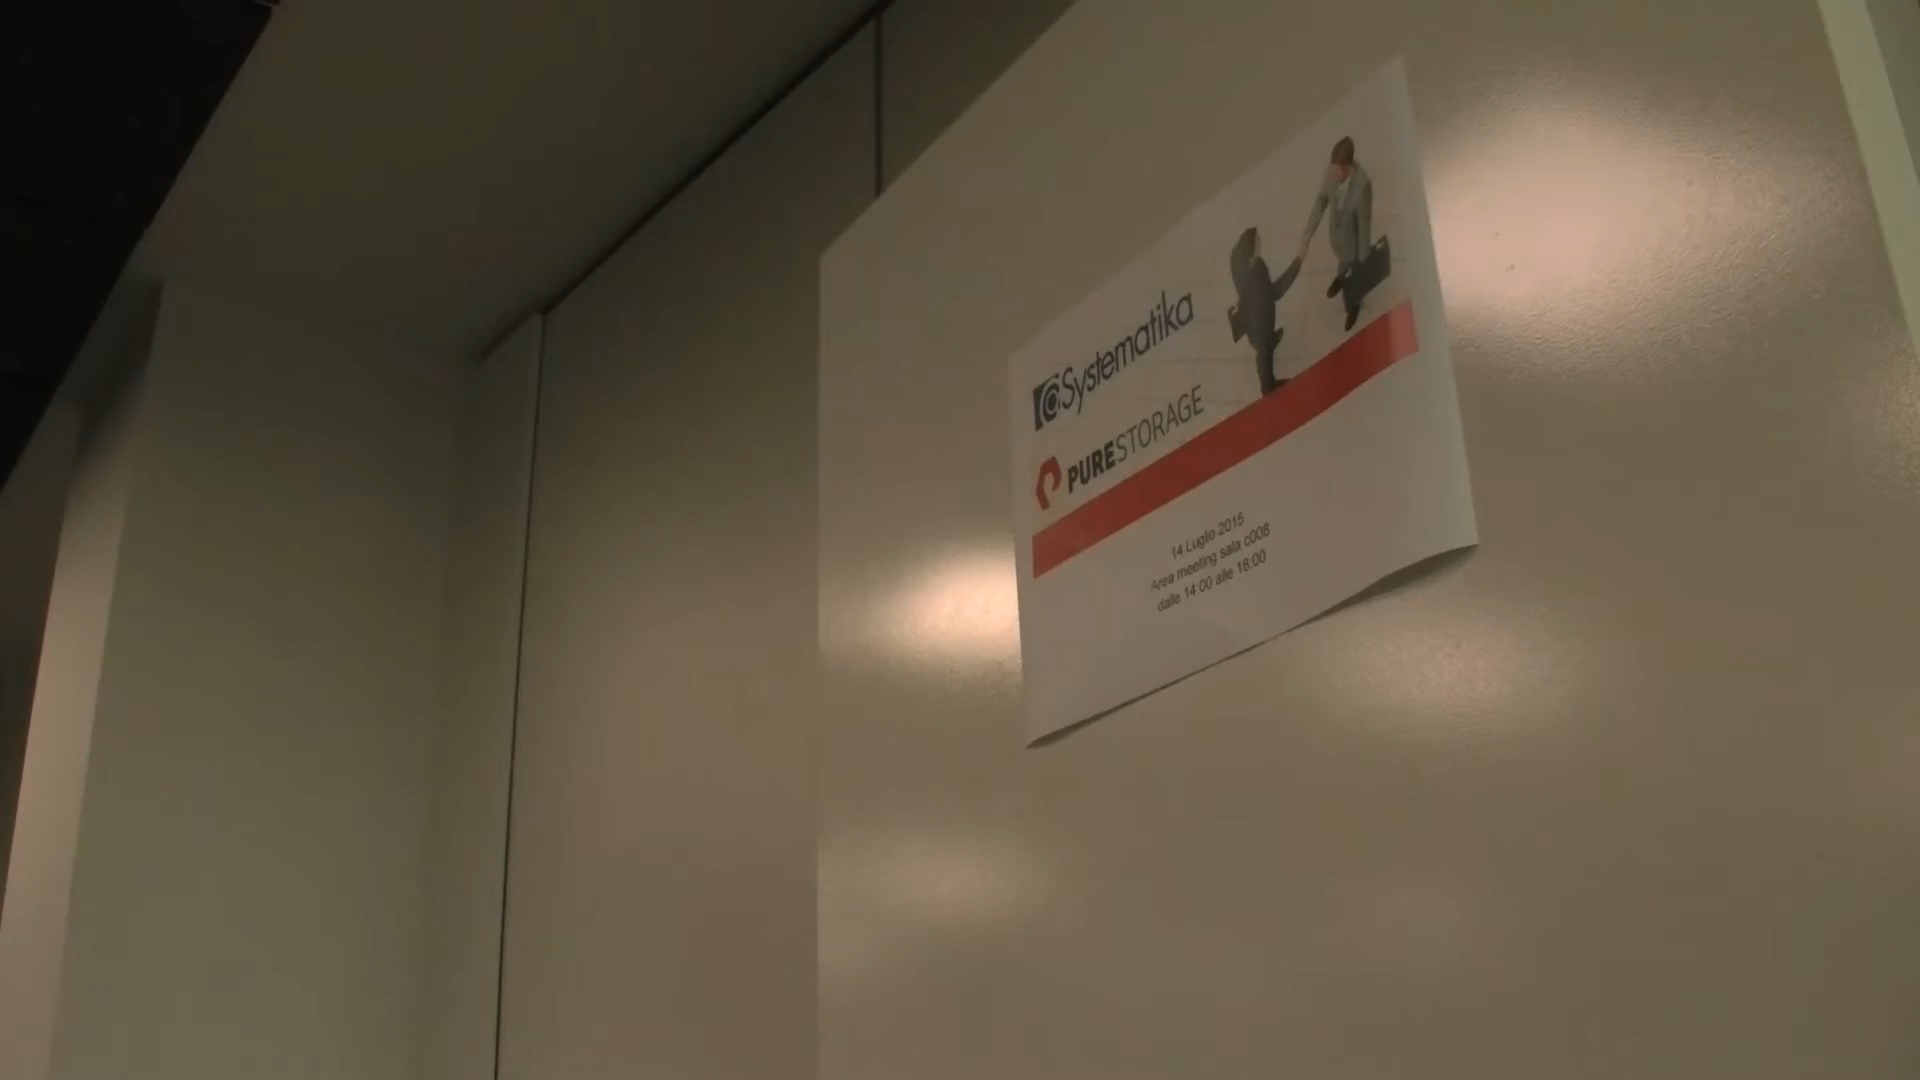 @Systematika
PURESTORAGE
14 Luglio 2015
Area meeting sala c008
dalle 14:00 alle 18:00